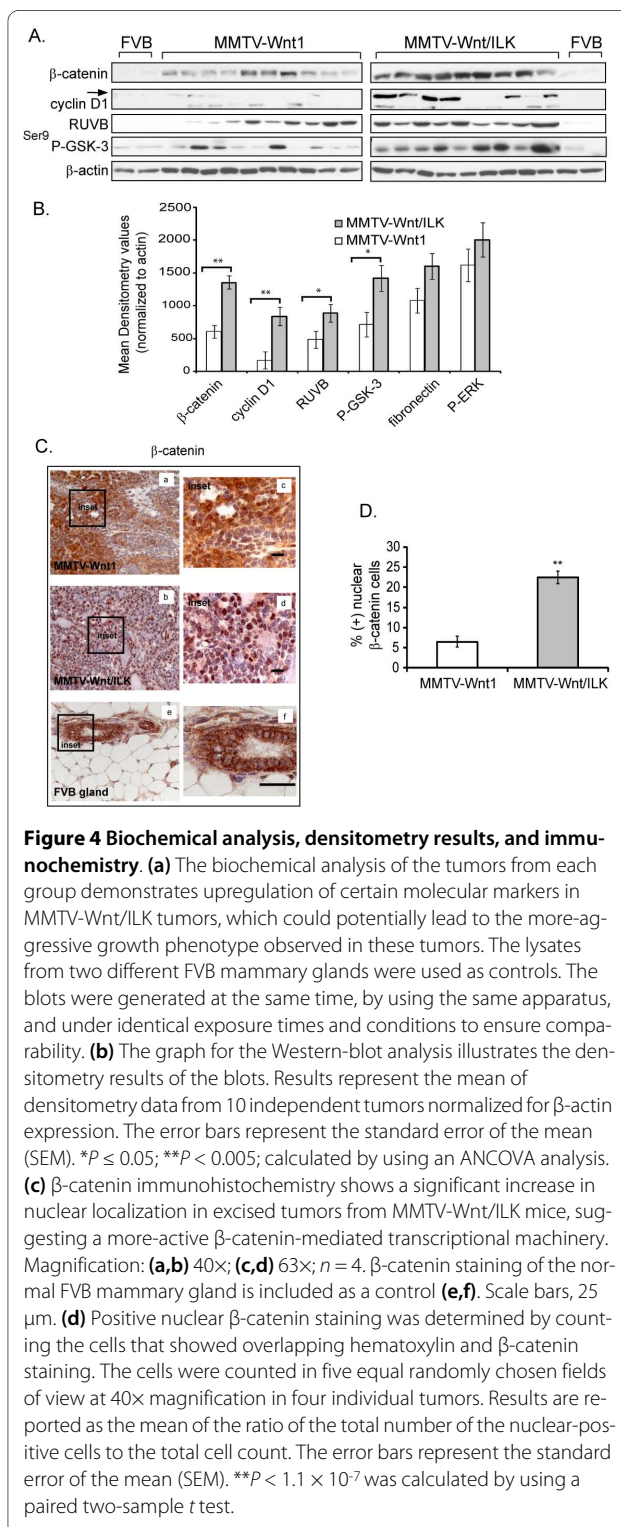 A.
FVB MMTV-Wnt1 MMTV-Wnt/ILK FVB
β-catenin
cyclin D1
RUVB
Ser9
P-GSK-3
β-actin
B.
Mean Densitometry values
(normalized to actin)
2500
2000
1500
1000
500
0
MMTV-Wnt/ILK
MMTV-Wnt1
** ** * *
β-catenin cyclin D1 RUVB P-GSK-3 fibronectin P-ERK
C.
β-catenin
a
inset
MMTV-Wnt1
inset
c
b
inset
MMTV-Wnt/ILK
inset
d
e
inset
FVB gland
f
D.
% (+) nuclear
β-catenin cells
30
25
20
15
10
5
0
**
MMTV-Wnt1 MMTV-Wnt/ILK
Figure 4 Biochemical analysis, densitometry results, and immu-
nochemistry. (a) The biochemical analysis of the tumors from each
group demonstrates upregulation of certain molecular markers in
MMTV-Wnt/ILK tumors, which could potentially lead to the more-ag-
gressive growth phenotype observed in these tumors. The lysates
from two different FVB mammary glands were used as controls. The
blots were generated at the same time, by using the same apparatus,
and under identical exposure times and conditions to ensure compa-
rability. (b) The graph for the Western-blot analysis illustrates the den-
sitometry results of the blots. Results represent the mean of
densitometry data from 10 independent tumors normalized for β-actin
expression. The error bars represent the standard error of the mean
(SEM). *P ≤ 0.05; **P < 0.005; calculated by using an ANCOVA analysis.
(c) β-catenin immunohistochemistry shows a significant increase in
nuclear localization in excised tumors from MMTV-Wnt/ILK mice, sug-
gesting a more-active β-catenin-mediated transcriptional machinery.
Magnification: (a,b) 40×; (c,d) 63×; n = 4. β-catenin staining of the nor-
mal FVB mammary gland is included as a control (e,f). Scale bars, 25
μm. (d) Positive nuclear β-catenin staining was determined by count-
ing the cells that showed overlapping hematoxylin and β-catenin
staining. The cells were counted in five equal randomly chosen fields
of view at 40× magnification in four individual tumors. Results are re-
ported as the mean of the ratio of the total number of the nuclear-pos-
itive cells to the total cell count. The error bars represent the standard
error of the mean (SEM). **P < 1.1 × 10⁻⁷ was calculated by using a
paired two-sample t test.